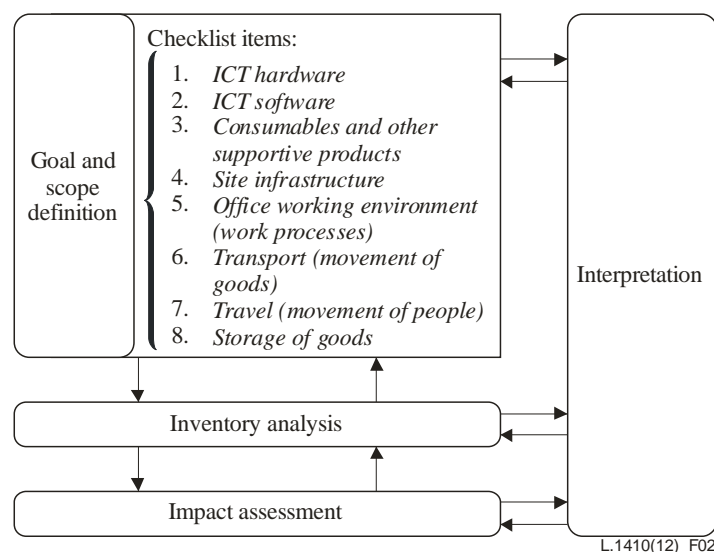 Goal and
scope
definition
Checklist items:
1. ICT hardware
2. ICT software
3. Consumables and other
supportive products
4. Site infrastructure
5. Office working environment
(work processes)
6. Transport (movement of
goods)
7. Travel (movement of people)
8. Storage of goods
Interpretation
Inventory analysis
Impact assessment
L.1410(12)_F02